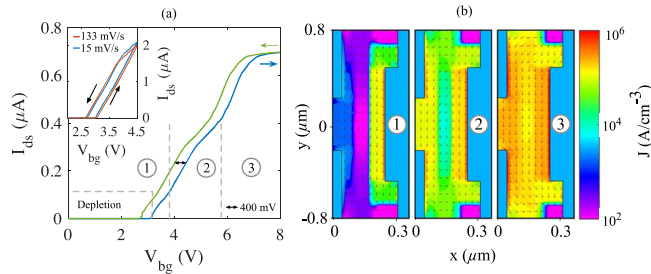 (a)
133 mV/s
15 mV/s
2
1
0
I_ds (μA)
2.5 3.5 4.5
V_bg (V)
0.8
0.6
0.4
0.2
0
I_ds (μA)
1
2
3
Depletion
400 mV
0 2 4 6 8
V_bg (V)
(b)
0.8
0
-0.8
y (μm)
1
2
3
0 0.3 0 0.3 0 0.3
x (μm)
10^6
10^4
10^2
J (A/cm^-3)